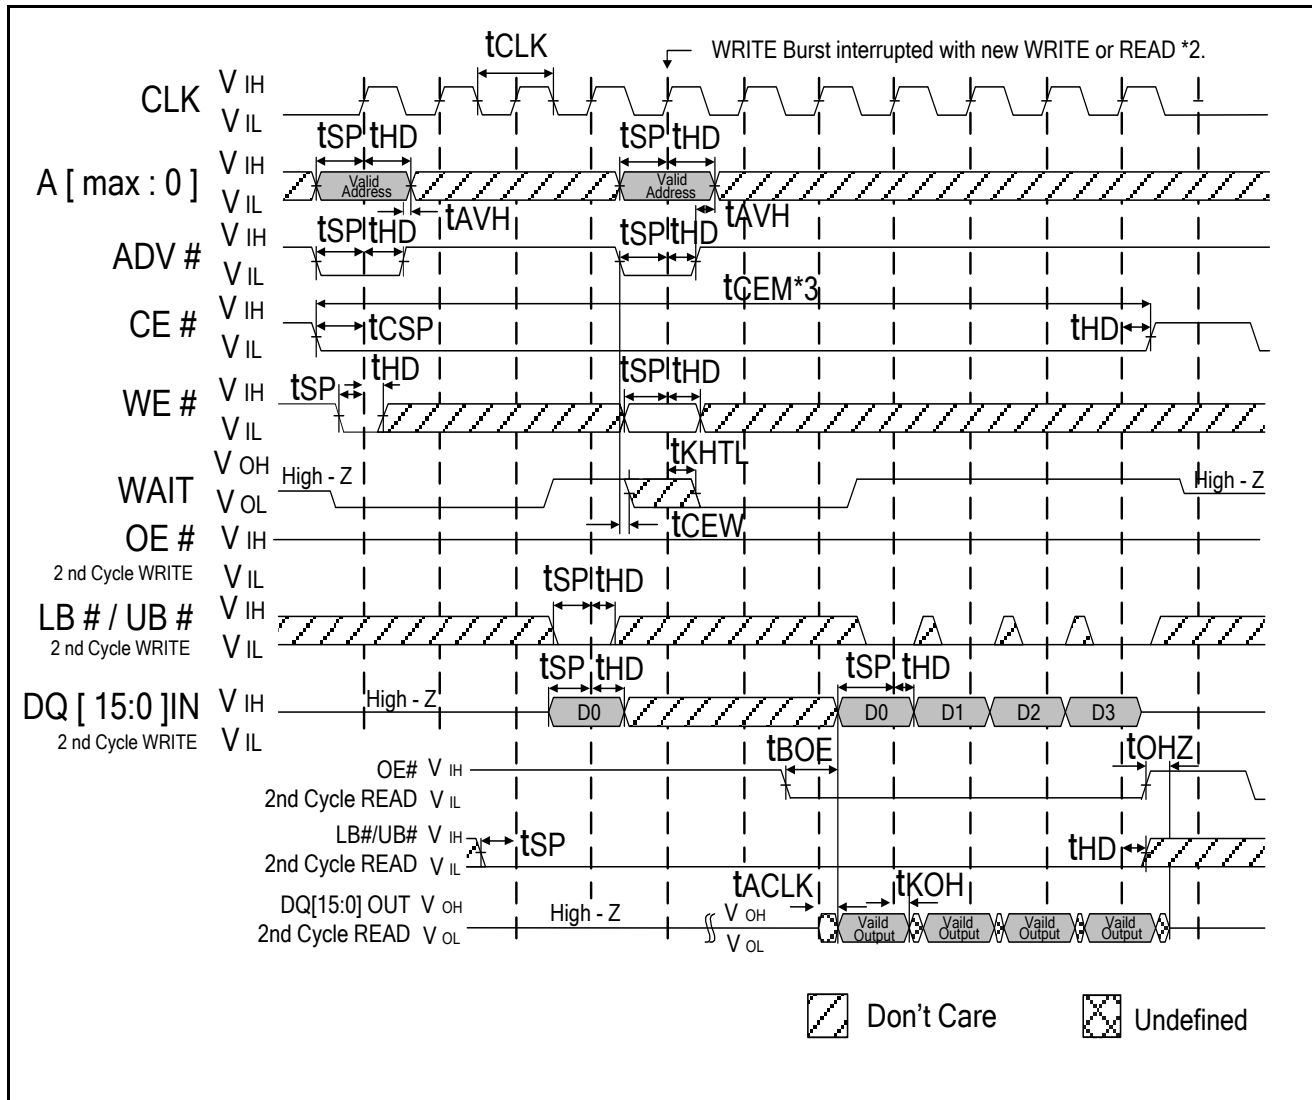 tCLK
WRITE Burst interrupted with new WRITE or READ *2.
CLK V IH
V IL
tSP tHD tSP tHD
A [ max : 0 ] V IH
Valid Address Valid Address
V IL
tAVH tAVH
ADV # V IH
tSP tHD tSP tHD
V IL
tCEM*3
CE # V IH
tCSP tHD
V IL
WE # V IH
tSP tHD tSP tHD
V IL
WAIT V OH
High - Z tKHTL High - Z
V OL
tCEW
OE # V IH
2 nd Cycle WRITE V IL
tSP tHD
LB # / UB # V IH
2 nd Cycle WRITE V IL
tSP tHD tSP tHD
DQ [ 15:0 ]IN V IH High - Z D0 D0 D1 D2 D3
2 nd Cycle WRITE V IL
tBOE tOHZ
OE# V IH
2nd Cycle READ V IL
LB#/UB# V IH tSP tHD
2nd Cycle READ V IL
tACLK tKOH
DQ[15:0] OUT V OH High - Z V OH Vaild Output Vaild Output Vaild Output Vaild Output
2nd Cycle READ V OL V OL
Don't Care Undefined